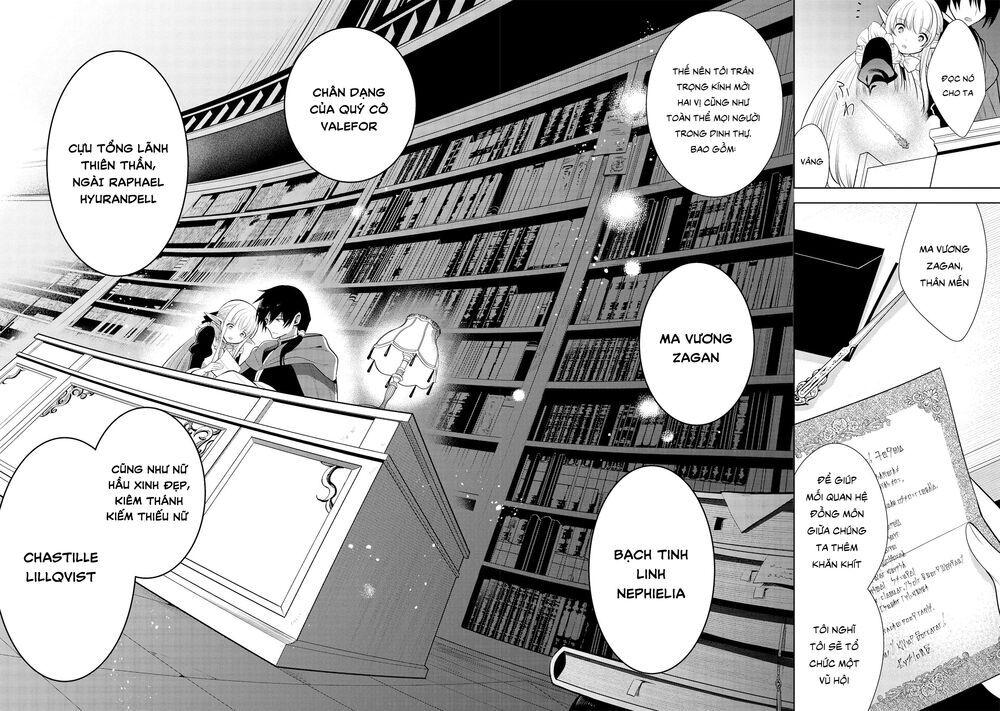 ĐỌC NÓ
CHO TA
VÂNG
MA VƯƠNG
ZAGAN,
THÂN MẾN
ĐỂ GIÚP
MỐI QUAN HỆ
ĐỒNG MÔN
GIỮA CHÚNG
TA THÊM
KHĂN KHÍT
TÔI NGHĨ
TÔI SẼ TỔ
CHỨC MỘT
VŨ HỘI
THẾ NÊN TÔI TRÂN
TRỌNG KÍNH MỜI
HAI VỊ CŨNG NHƯ
TOÀN THỂ MỌI NGƯỜI
TRONG DINH THỰ,
BAO GỒM:
MA VƯƠNG
ZAGAN
BẠCH TINH
LINH
NEPHIELIA
CHÂN DẠNG
CỦA QUÝ CÔ
VALEFOR
CỰU TỔNG LÃNH
THIÊN THẦN,
NGÀI RAPHAEL
HYURANDELL
CŨNG NHƯ NỮ
HẦU XINH ĐẸP,
KIÊM THÁNH
KIẾM THIẾU NỮ
CHASTILLE
LILLQVIST